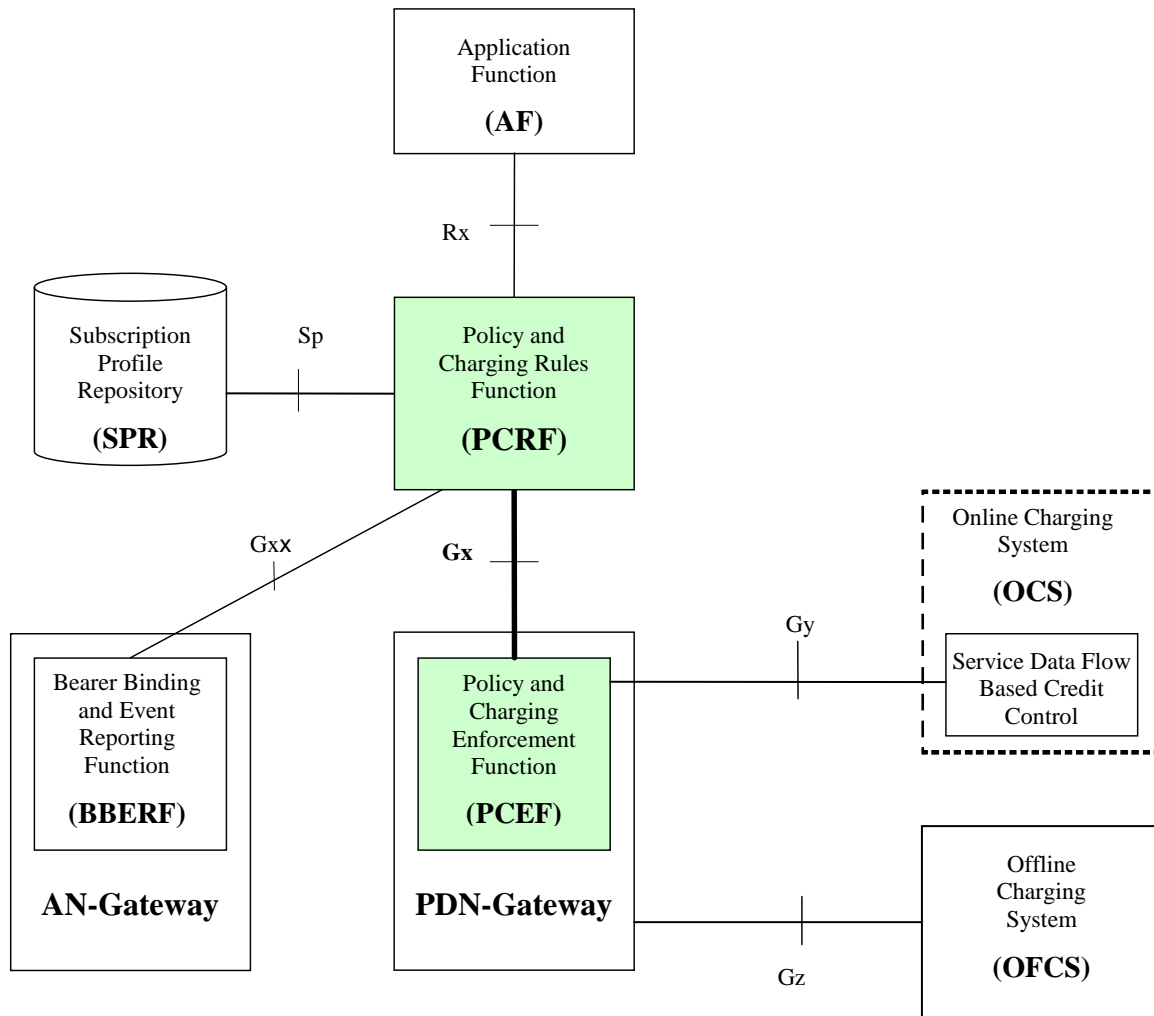 Application
Function
(AF)
Rx
Subscription
Profile
Repository
(SPR)
Sp
Policy and
Charging Rules
Function
(PCRF)
Gxx
Gx
Online Charging
System
(OCS)
Service Data Flow
Based Credit
Control
Gy
Bearer Binding
and Event
Reporting
Function
(BBERF)
AN-Gateway
Policy and
Charging
Enforcement
Function
(PCEF)
PDN-Gateway
Gz
Offline
Charging
System
(OFCS)